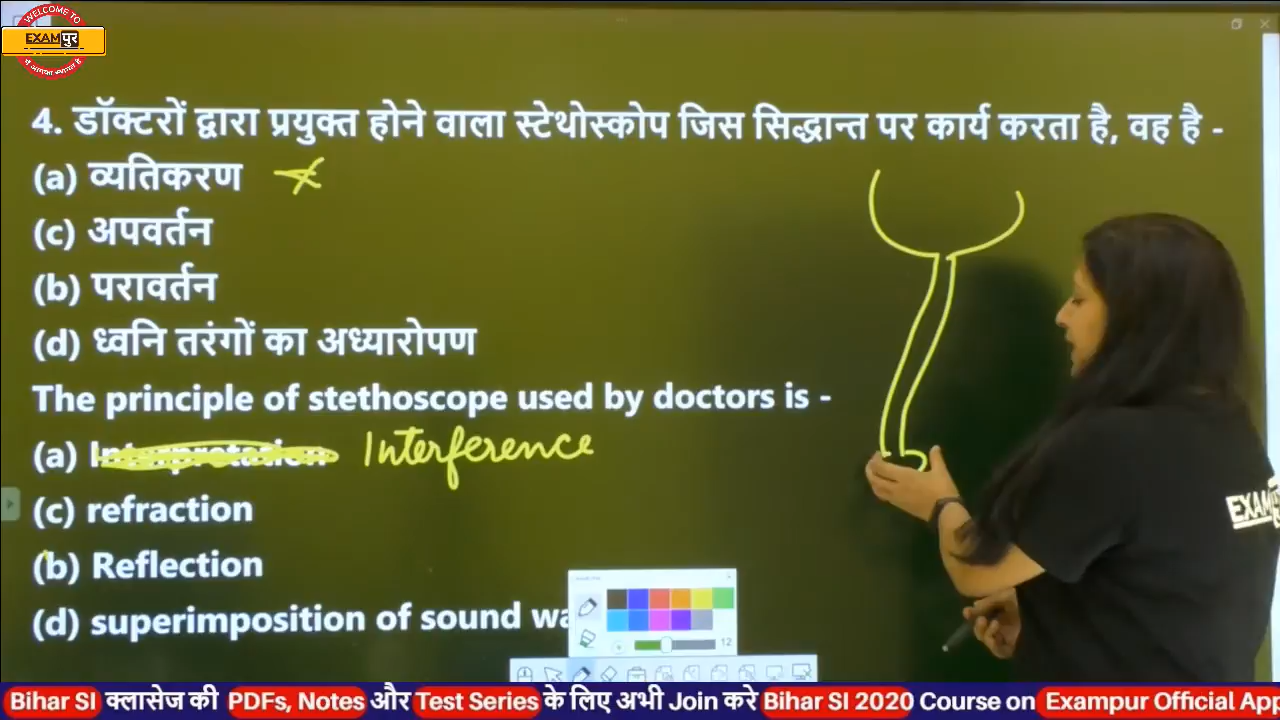 WELCOME TO
EXAMपुर
4. डॉक्टरों द्वारा प्रयुक्त होने वाला स्टेथोस्कोप जिस सिद्धान्त पर कार्य करता है, वह है -
(a) व्यतिकरण
(c) अपवर्तन
(b) परावर्तन
(d) ध्वनि तरंगों का अध्यारोपण
The principle of stethoscope used by doctors is -
(a) Interpretation Interference
(c) refraction
(b) Reflection
(d) superimposition of sound wa
12
EXAM
Bihar SI क्लासेज की PDFs, Notes और Test Series के लिए अभी Join करे Bihar SI 2020 Course on Exampur Official App